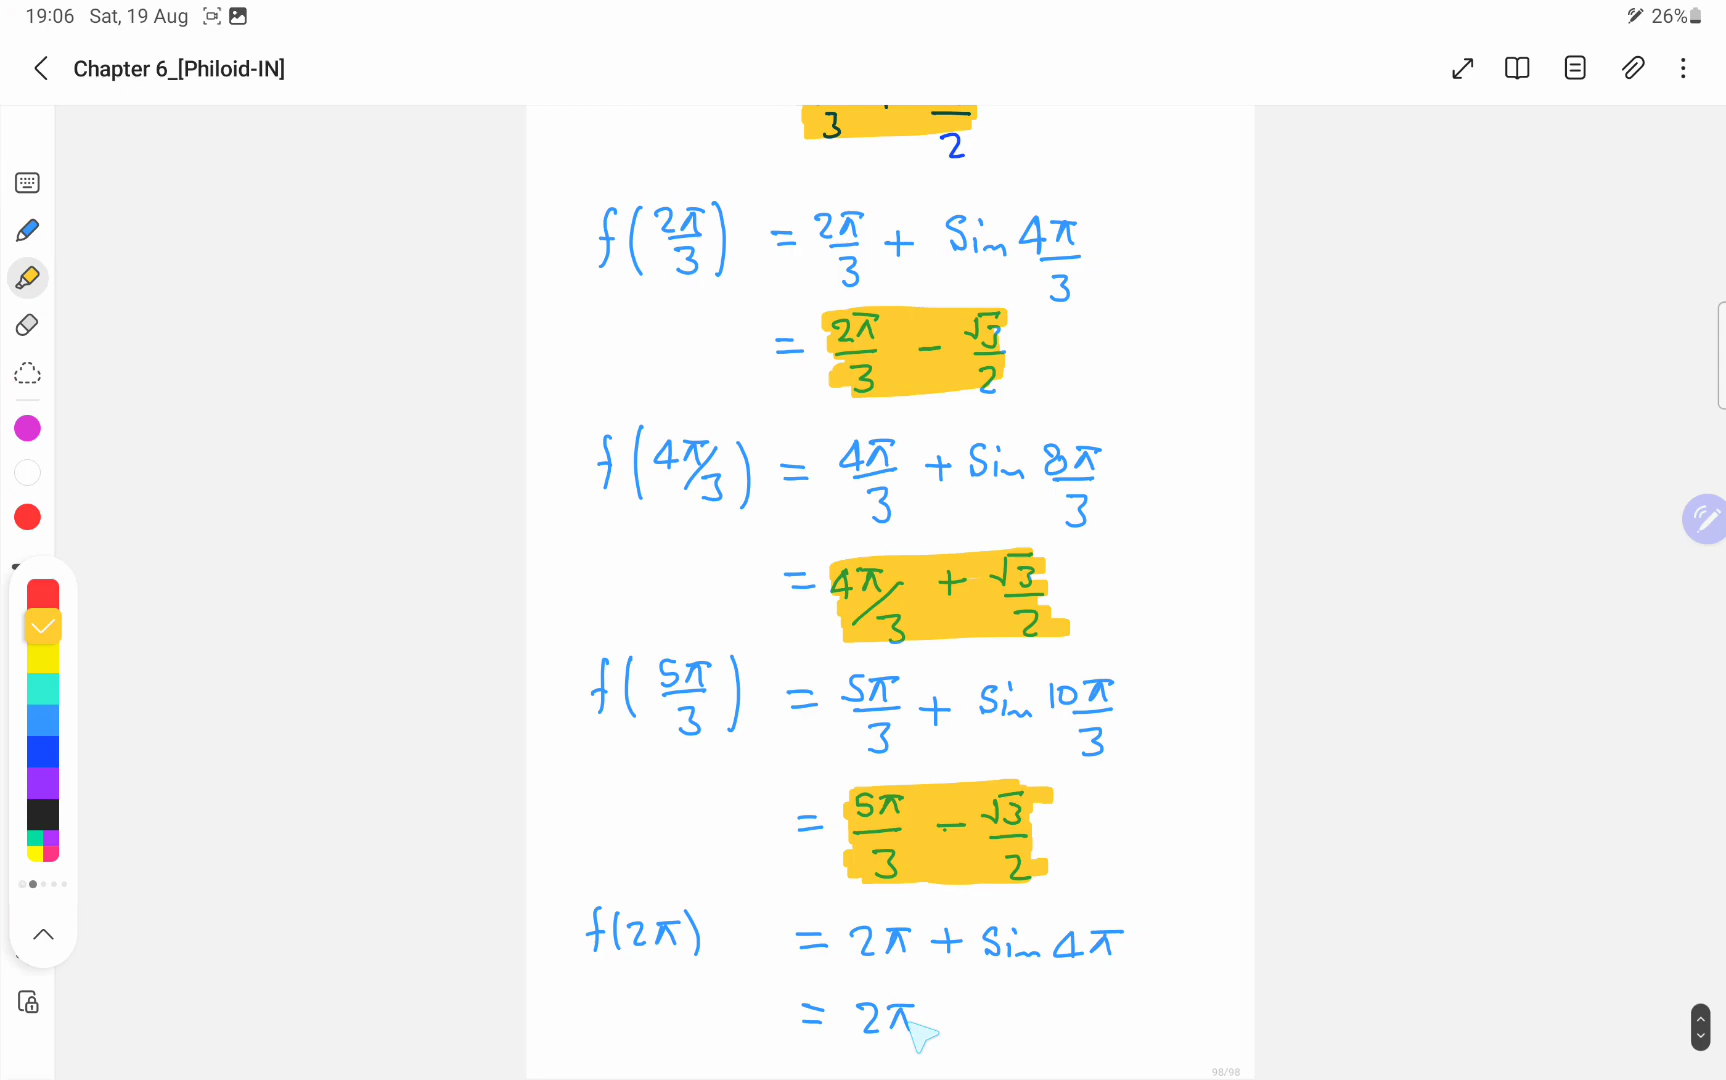 19:06 Sat, 19 Aug 26%
Chapter 6_[Philoid-IN]
3 2
f(2π/3) = 2π/3 + Sin 4π/3
= 2π/3 - √3/2
f(4π/3) = 4π/3 + Sin 8π/3
= 4π/3 + √3/2
f(5π/3) = 5π/3 + Sin 10π/3
= 5π/3 - √3/2
f(2π) = 2π + Sin 4π
= 2π
98/98